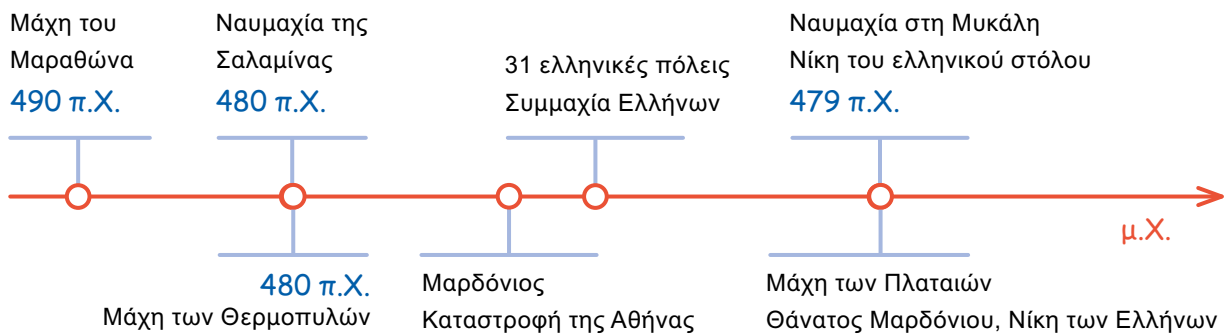 Μάχη του
Μαραθώνα
490 π.Χ.
Ναυμαχία της
Σαλαμίνας
480 π.Χ.
31 ελληνικές πόλεις
Συμμαχία Ελλήνων
Ναυμαχία στη Μυκάλη
Νίκη του ελληνικού στόλου
479 π.Χ.
μ.Χ.
480 π.Χ.
Μάχη των Θερμοπυλών
Μαρδόνιος
Καταστροφή της Αθήνας
Μάχη των Πλαταιών
Θάνατος Μαρδόνιου, Νίκη των Ελλήνων